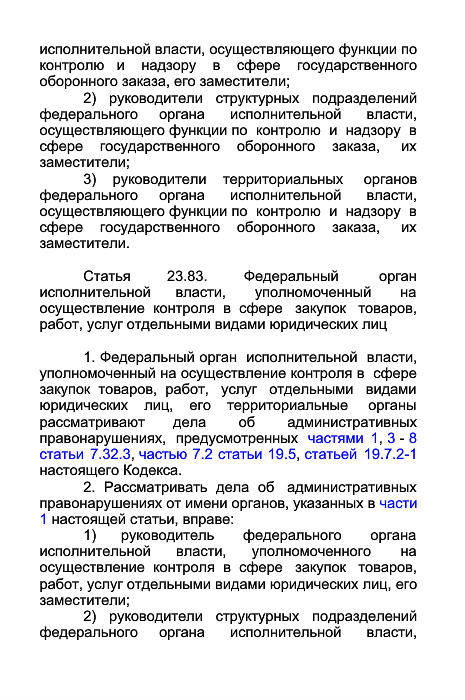 исполнительной власти, осуществляющего функции по
контролю и надзору в сфере государственного
оборонного заказа, его заместители;
2) руководители структурных подразделений
федерального органа исполнительной власти,
осуществляющего функции по контролю и надзору в
сфере государственного оборонного заказа, их
заместители;
3) руководители территориальных органов
федерального органа исполнительной власти,
осуществляющего функции по контролю и надзору в
сфере государственного оборонного заказа, их
заместители.
Статья 23.83. Федеральный орган
исполнительной власти, уполномоченный на
осуществление контроля в сфере закупок товаров,
работ, услуг отдельными видами юридических лиц
1. Федеральный орган исполнительной власти,
уполномоченный на осуществление контроля в сфере
закупок товаров, работ, услуг отдельными видами
юридических лиц, его территориальные органы
рассматривают дела об административных
правонарушениях, предусмотренных частями 1, 3 - 8
статьи 7.32.3, частью 7.2 статьи 19.5, статьей 19.7.2-1
настоящего Кодекса.
2. Рассматривать дела об административных
правонарушениях от имени органов, указанных в части
1 настоящей статьи, вправе:
1) руководитель федерального органа
исполнительной власти, уполномоченного на
осуществление контроля в сфере закупок товаров,
работ, услуг отдельными видами юридических лиц, его
заместители;
2) руководители структурных подразделений
федерального органа исполнительной власти,